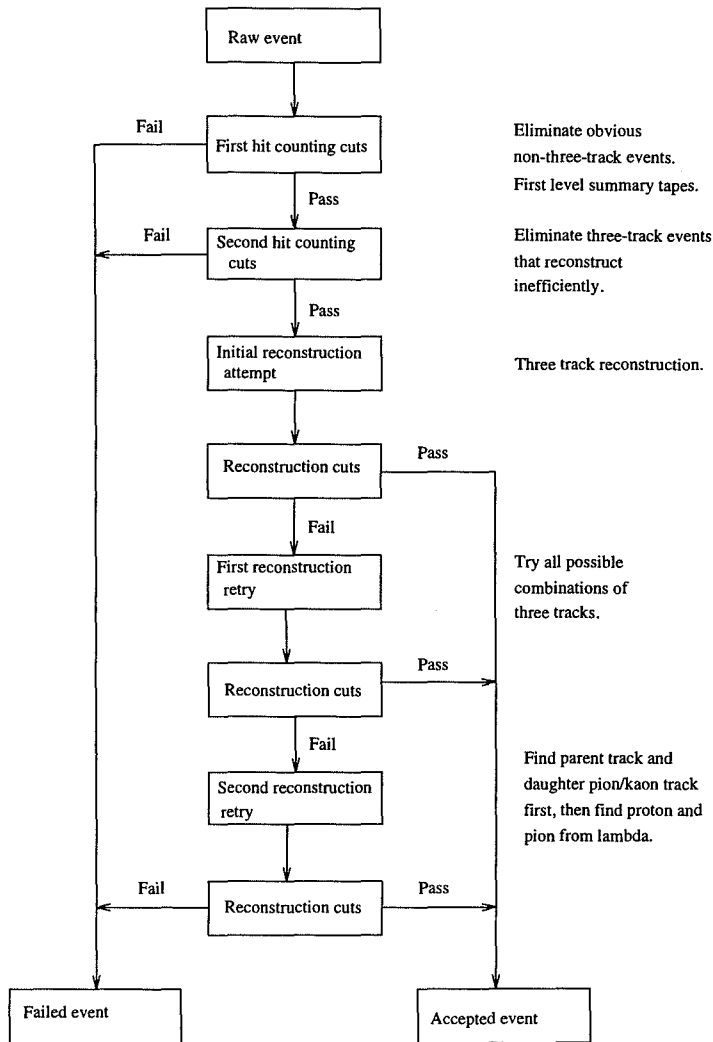 Raw event
Fail
First hit counting cuts
Eliminate obvious
non-three-track events.
First level summary tapes.
Pass
Fail
Second hit counting
cuts
Eliminate three-track events
that reconstruct
inefficiently.
Pass
Initial reconstruction
attempt
Three track reconstruction.
Reconstruction cuts
Pass
Fail
First reconstruction
retry
Try all possible
combinations of
three tracks.
Reconstruction cuts
Pass
Fail
Second reconstruction
retry
Find parent track and
daughter pion/kaon track
first, then find proton and
pion from lambda.
Fail
Reconstruction cuts
Pass
Failed event
Accepted event